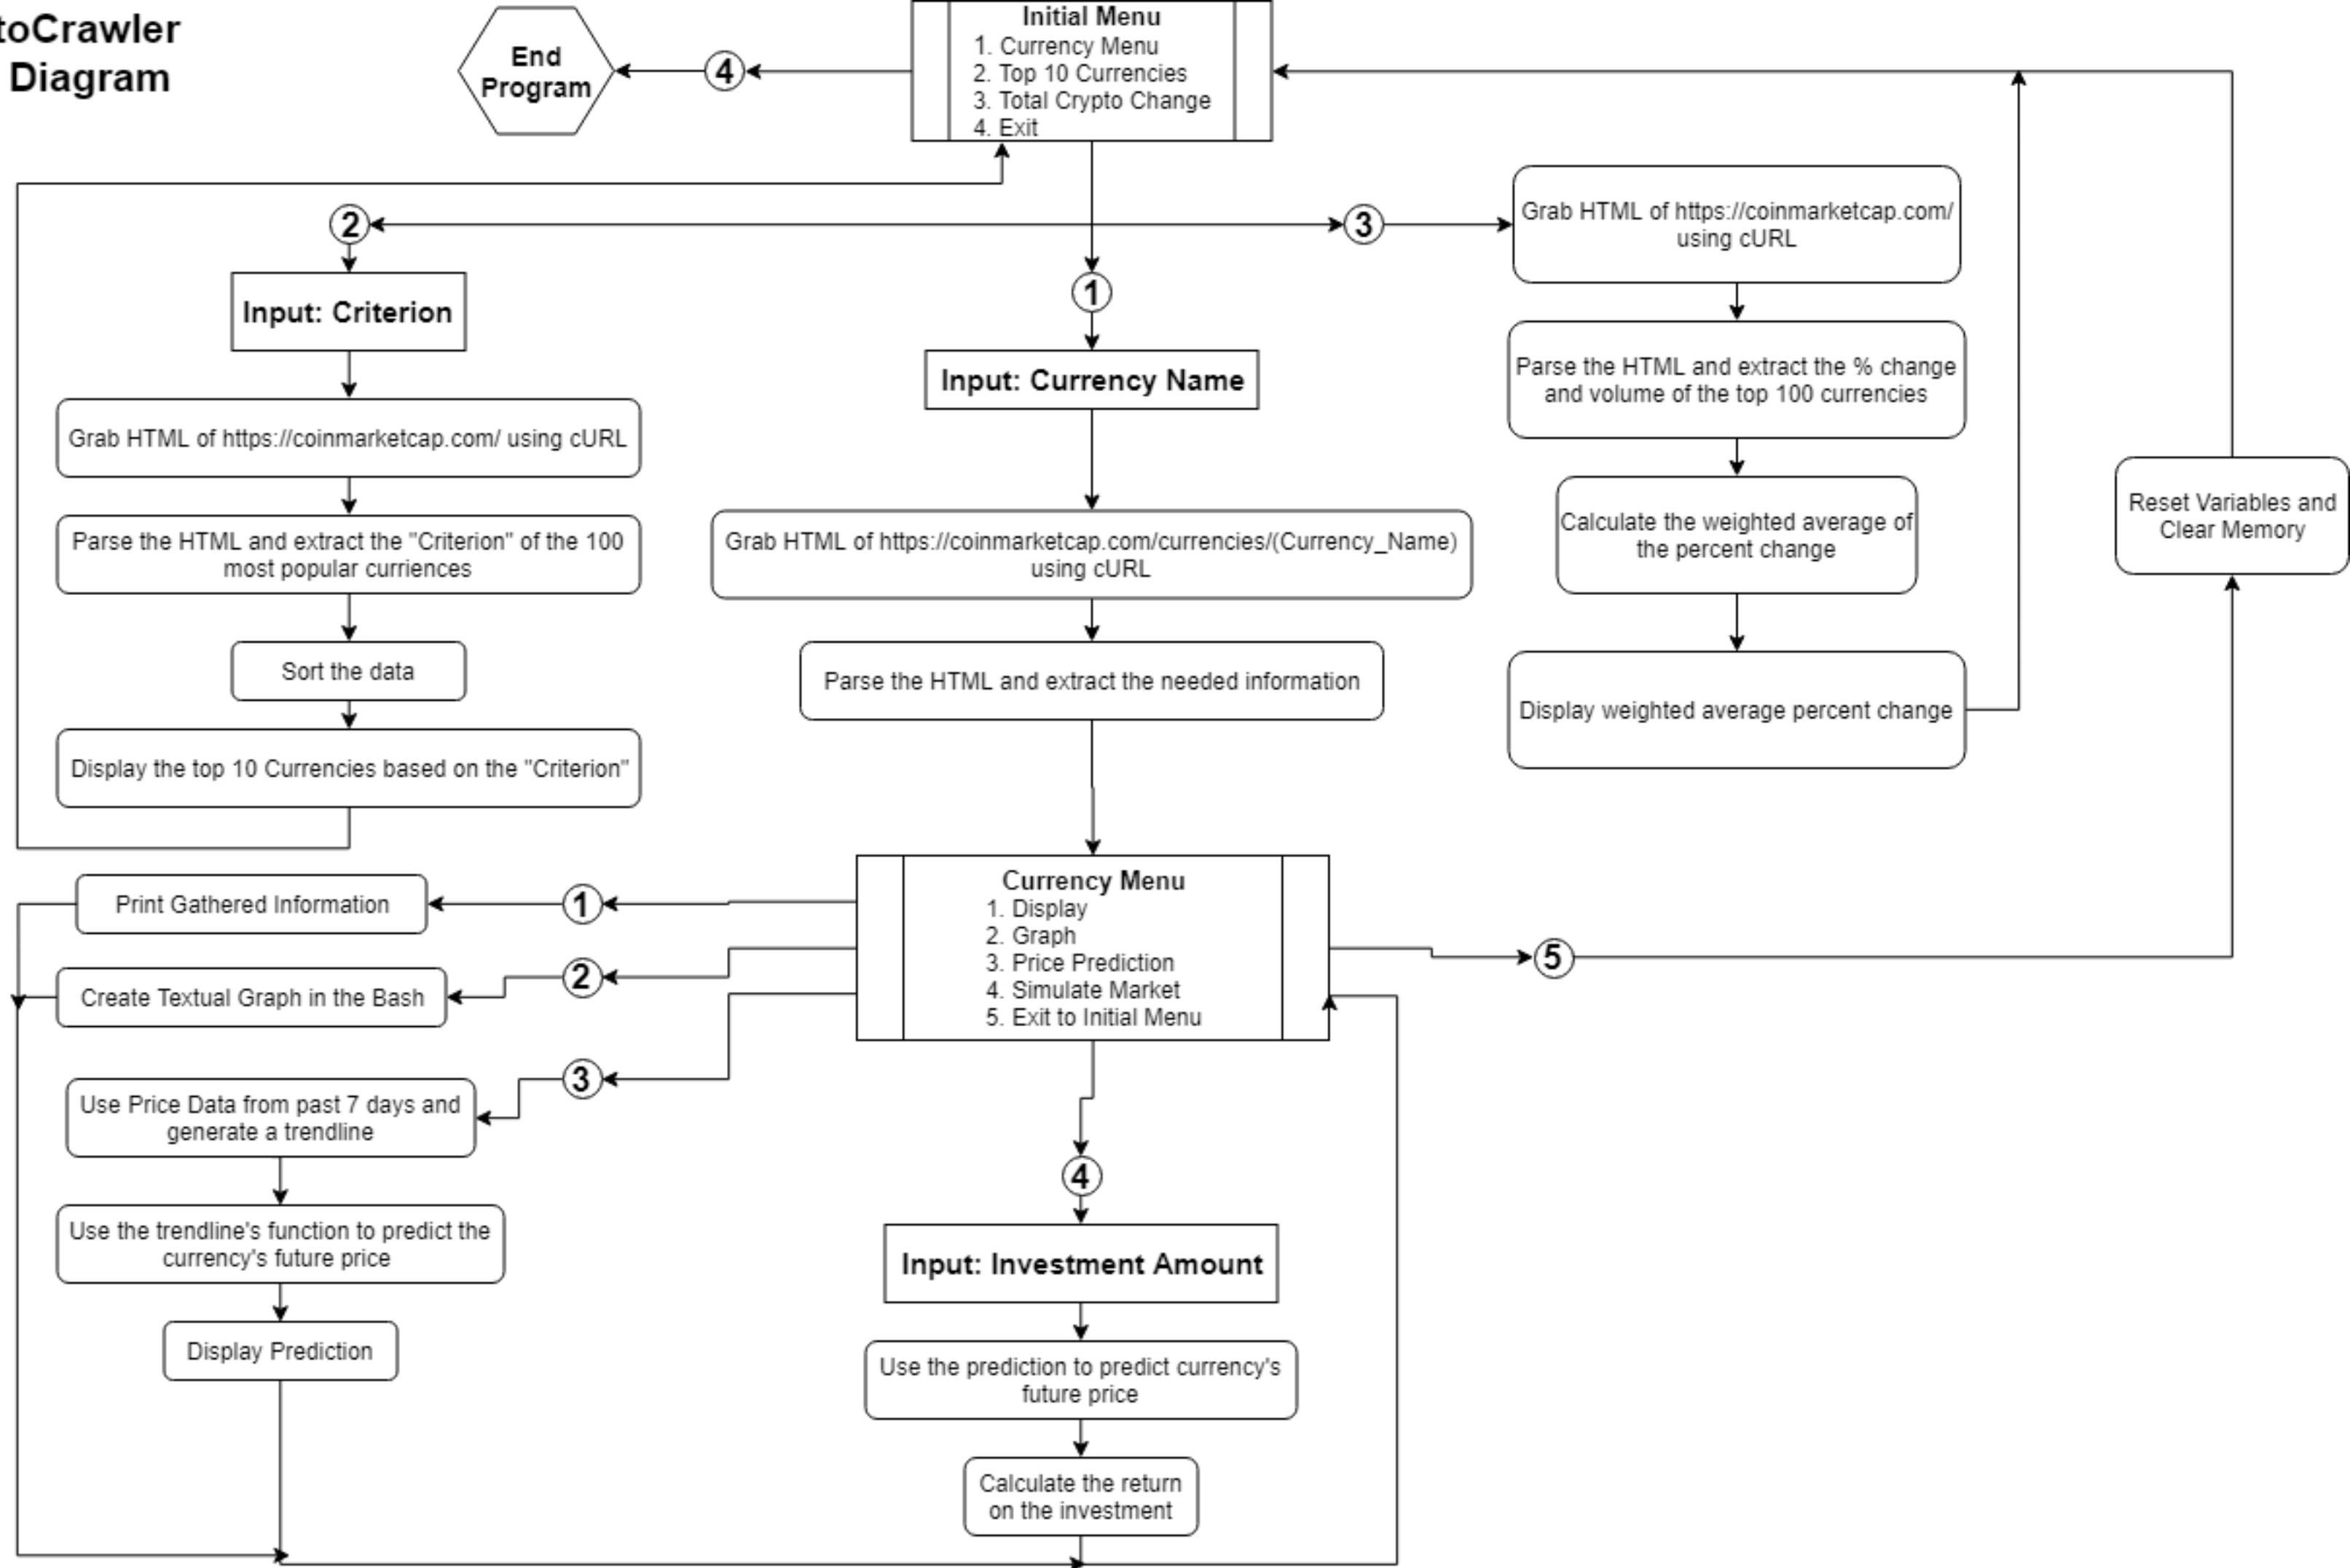 toCrawler
Diagram
End
Program
4
Initial Menu
1. Currency Menu
2. Top 10 Currencies
3. Total Crypto Change
4. Exit
2
3
1
Input: Criterion
Grab HTML of https://coinmarketcap.com/ using cURL
Parse the HTML and extract the "Criterion" of the 100
most popular curriences
Sort the data
Display the top 10 Currencies based on the "Criterion"
Input: Currency Name
Grab HTML of https://coinmarketcap.com/currencies/(Currency_Name)
using cURL
Parse the HTML and extract the needed information
Grab HTML of https://coinmarketcap.com/
using cURL
Parse the HTML and extract the % change
and volume of the top 100 currencies
Calculate the weighted average of
the percent change
Display weighted average percent change
Reset Variables and
Clear Memory
Currency Menu
1. Display
2. Graph
3. Price Prediction
4. Simulate Market
5. Exit to Initial Menu
1
Print Gathered Information
2
Create Textual Graph in the Bash
3
Use Price Data from past 7 days and
generate a trendline
Use the trendline's function to predict the
currency's future price
Display Prediction
5
4
Input: Investment Amount
Use the prediction to predict currency's
future price
Calculate the return
on the investment